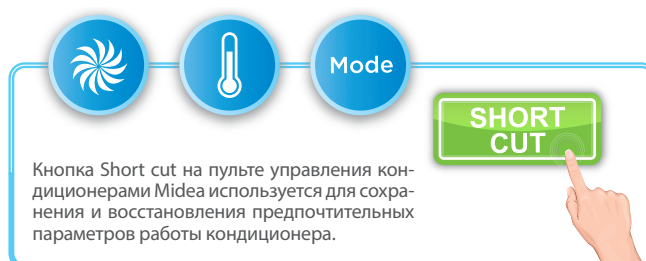 Mode
SHORT
CUT
Кнопка Short cut на пульте управления кон-
диционерами Midea используется для сохра-
нения и восстановления предпочтительных
параметров работы кондиционера.